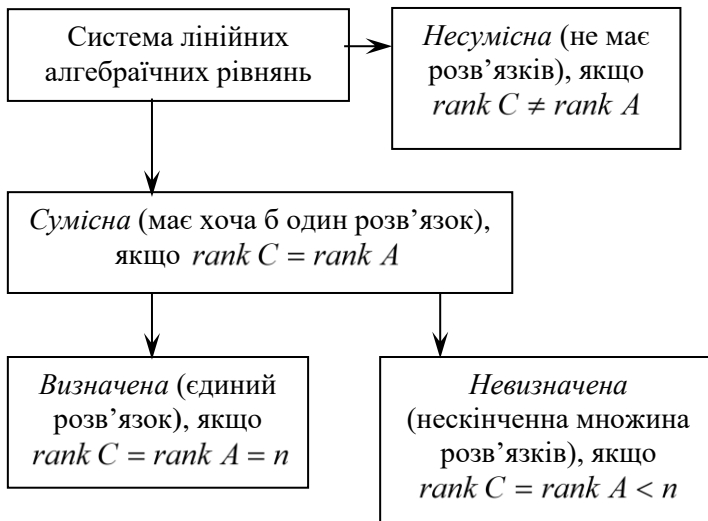 Система лінійних
алгебраїчних рівнянь
Несумісна (не має
розв’язків), якщо
rank C ≠ rank A
Сумісна (має хоча б один розв’язок),
якщо rank C = rank A
Визначена (єдиний
розв’язок), якщо
rank C = rank A = n
Невизначена
(нескінченна множина
розв’язків), якщо
rank C = rank A < n